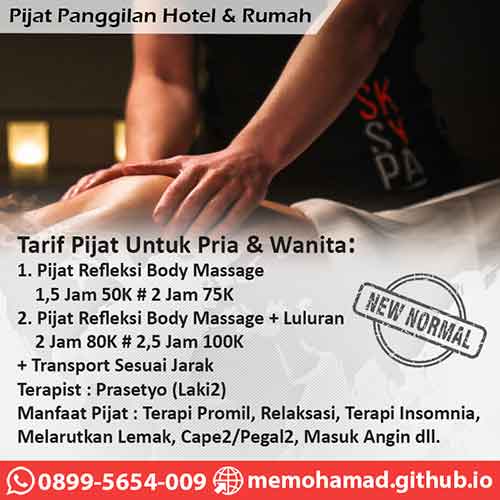 Pijat Panggilan Hotel & Rumah
SKY
SPA
Tarif Pijat Untuk Pria & Wanita:
1. Pijat Refleksi Body Massage
1,5 Jam 50K # 2 Jam 75K
2. Pijat Refleksi Body Massage + Luluran
2 Jam 80K # 2,5 Jam 100K
+ Transport Sesuai Jarak
Terapist : Prasetyo (Laki2)
Manfaat Pijat : Terapi Promil, Relaksasi, Terapi Insomnia,
Melarutkan Lemak, Cape2/Pegal2, Masuk Angin dll.
NEW NORMAL
0899-5654-009 memohamad.github.io